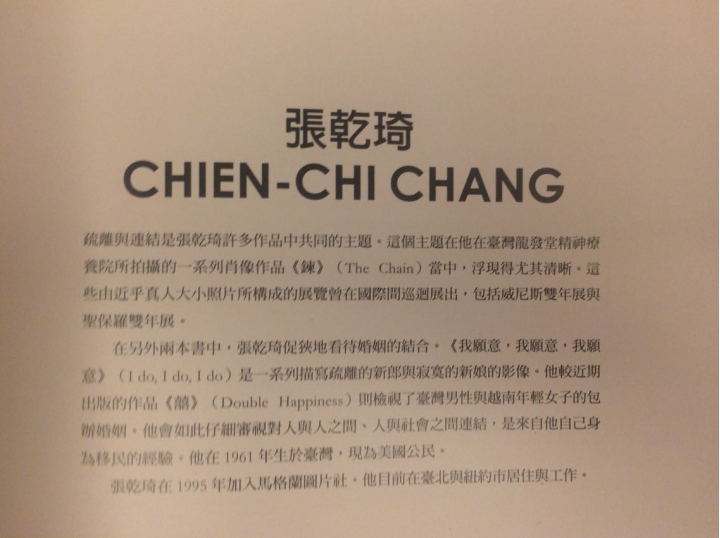 張乾琦
CHIEN-CHI CHANG
疏離與連結是張乾琦許多作品中共同的主題。這個主題在他在臺灣龍發堂精神療
養院所拍攝的一系列肖像作品《鍊》（The Chain）當中，浮現得尤其清晰。這
些由近乎真人大小照片所構成的展覽曾在國際間巡迴展出，包括威尼斯雙年展與
聖保羅雙年展。
在另外兩本書中，張乾琦促狹地看待婚姻的結合。《我願意，我願意，我願
意》（I do, I do, I do）是一系列描寫疏離的新郎與寂寞的新娘的影像。他較近期
出版的作品《囍》（Double Happiness）則檢視了臺灣男性與越南年輕女子的包
辦婚姻。他會如此仔細審視對人與人之間、人與社會之間連結，是來自他自己身
為移民的經驗。他在 1961 年生於臺灣，現為美國公民。
張乾琦在 1995 年加入馬格蘭圖片社。他目前在臺北與紐約市居住與工作。